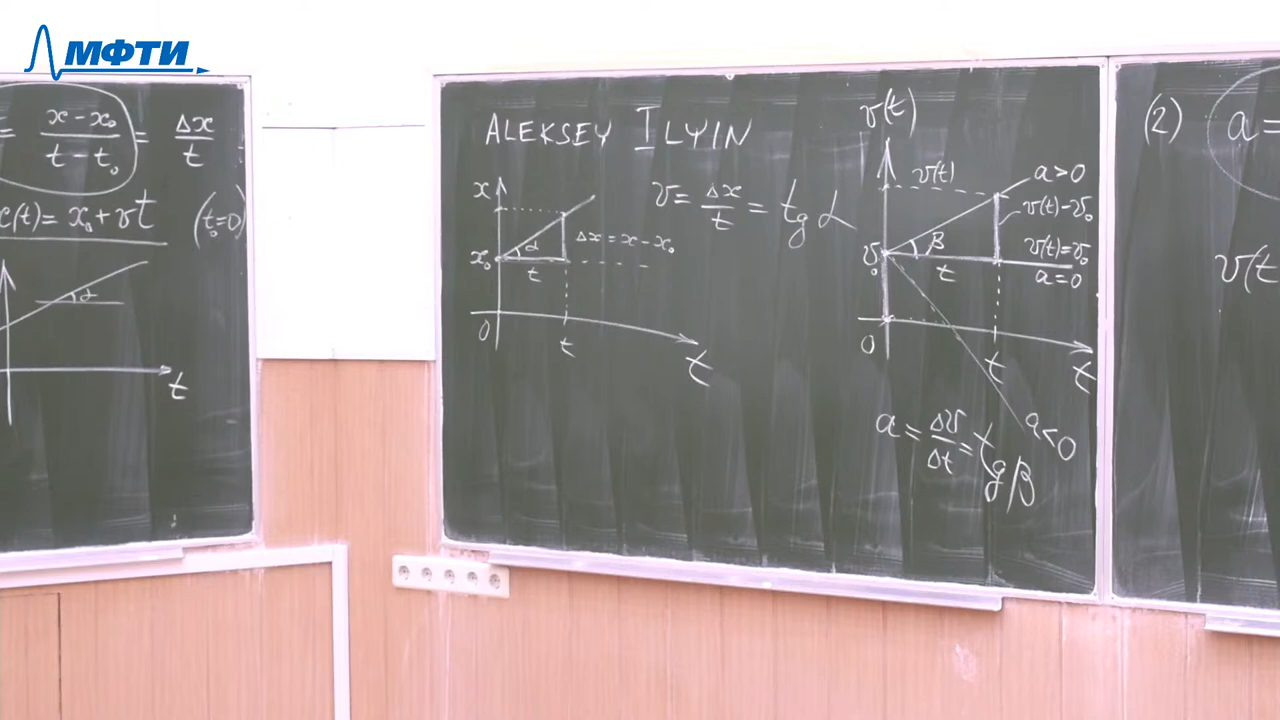 МФТИ
= x - x₀ / t - t₀ = Δx / t
x(t) = x₀ + vt (t₀ = 0)
α
t
ALEKSEY ILYIN
x
x₀
α
t
Δx = x - x₀
0
t
t
v = Δx / t = tg α
v(t)
v(t)
a > 0
v(t) - v₀
v₀
β
t
v(t) = v₀
a = 0
0
t
t
a < 0
a = Δv / Δt = tg β
(2) a =
v(t